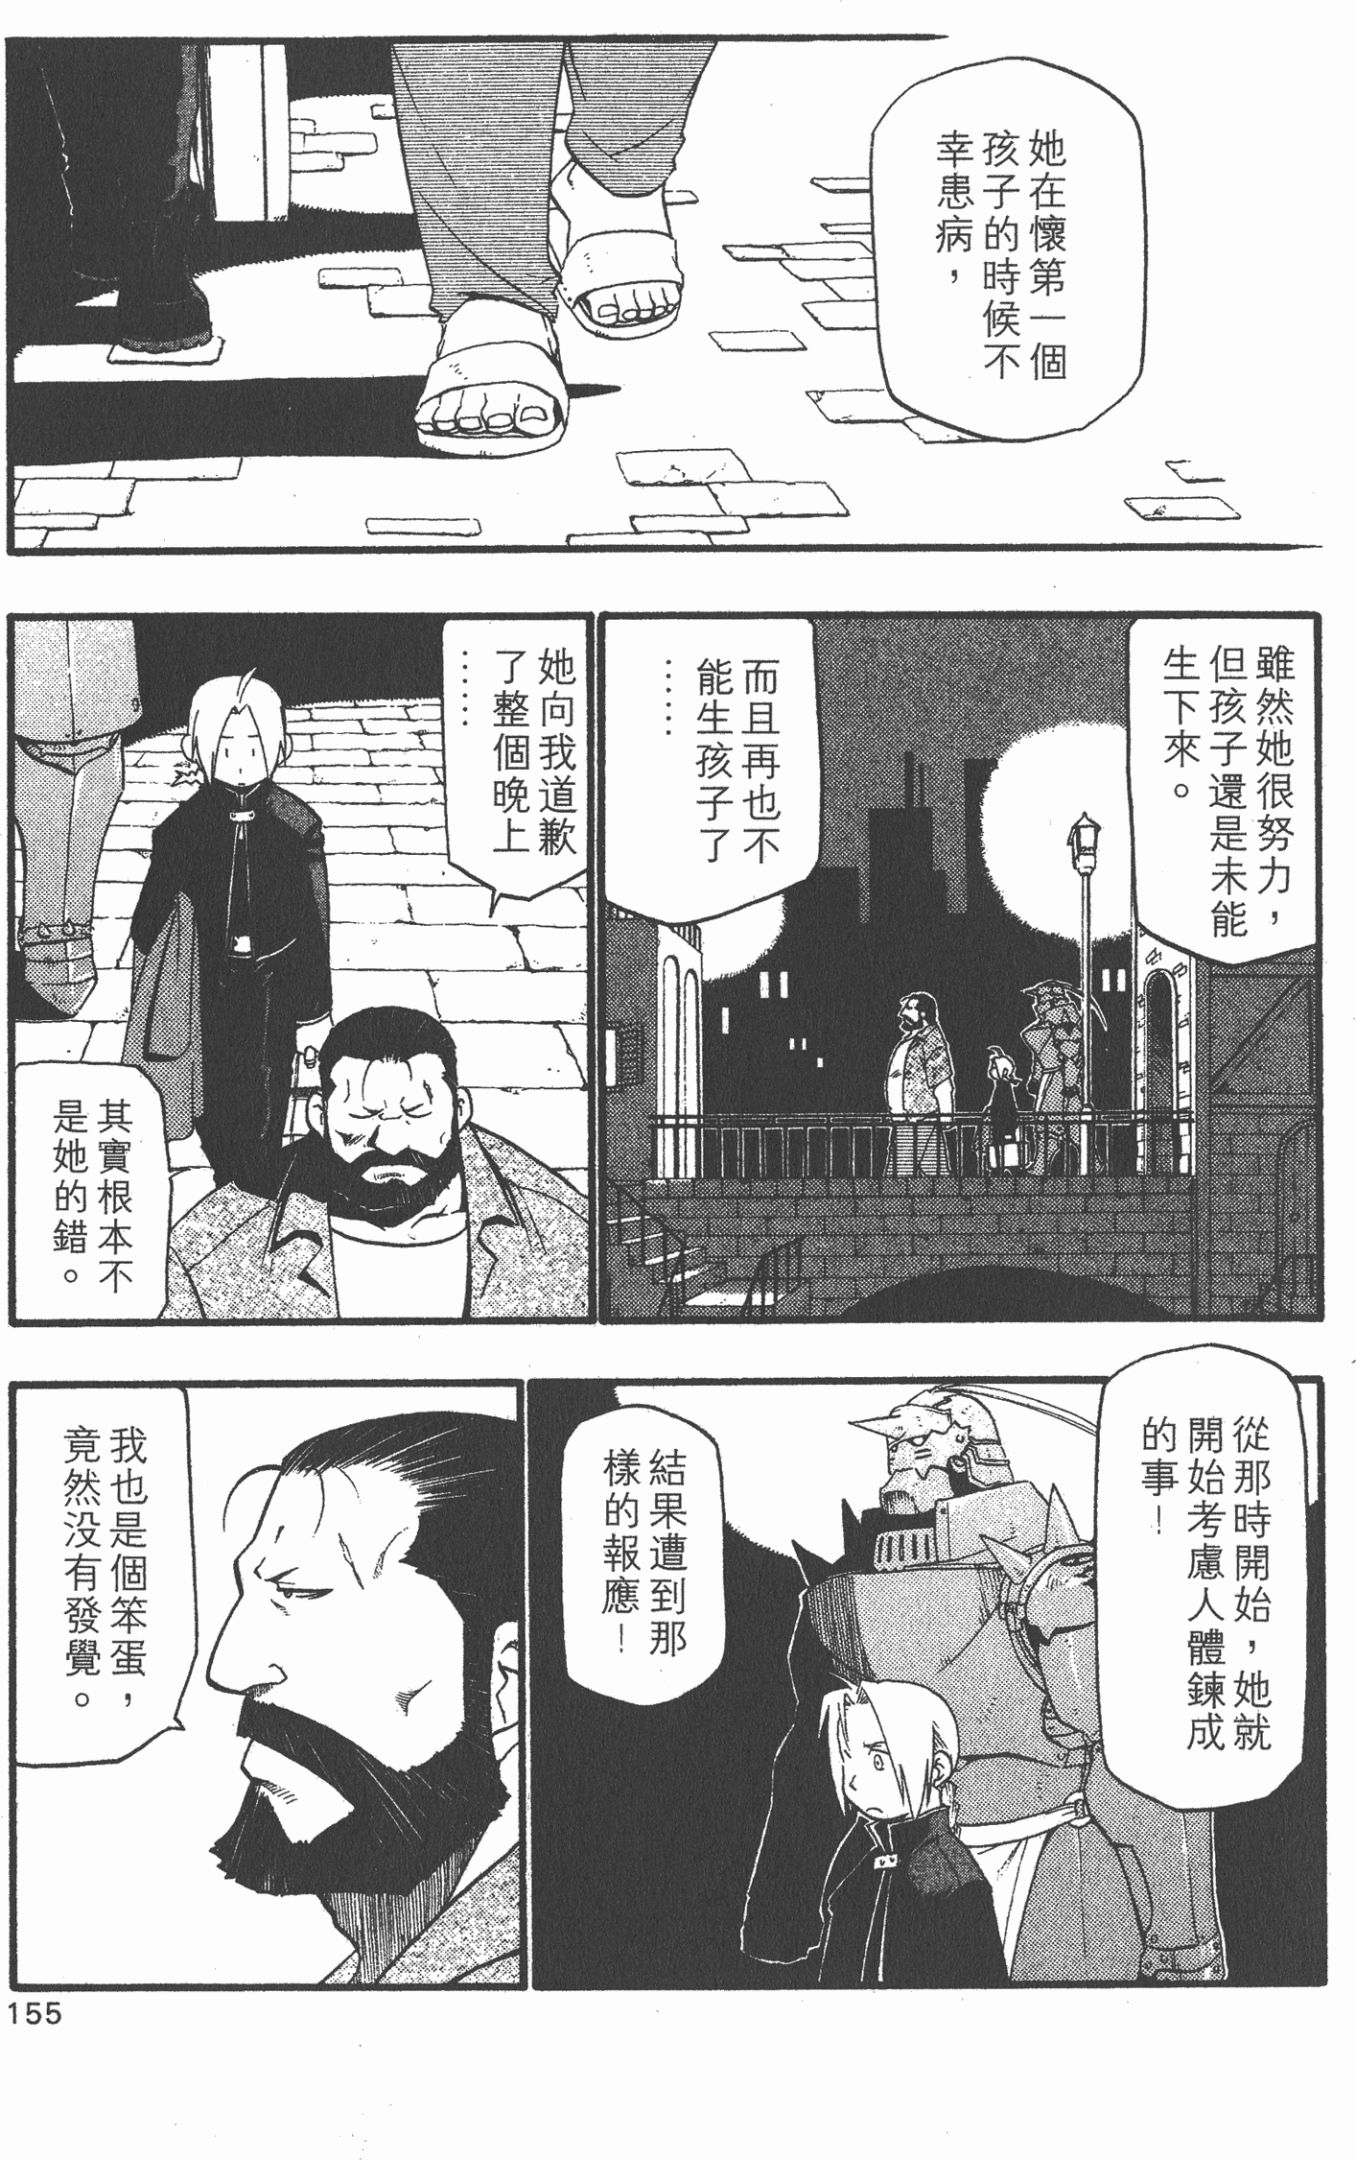 她在懷第一個
孩子的時候不
幸患病，
雖然她很努力，
但孩子還是未能
生下來。
而且再也不
能生孩子了
……
她向我道歉
了整個晚上
……
其實根本不
是她的錯。
從那時開始，她就
開始考慮人體鍊成
的事！
結果遭到那
樣的報應！
我也是個笨蛋，
竟然没有發覺。
155